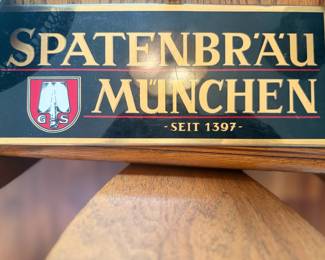 SPATENBRÄU
MÜNCHEN
G S
-SEIT 1397-